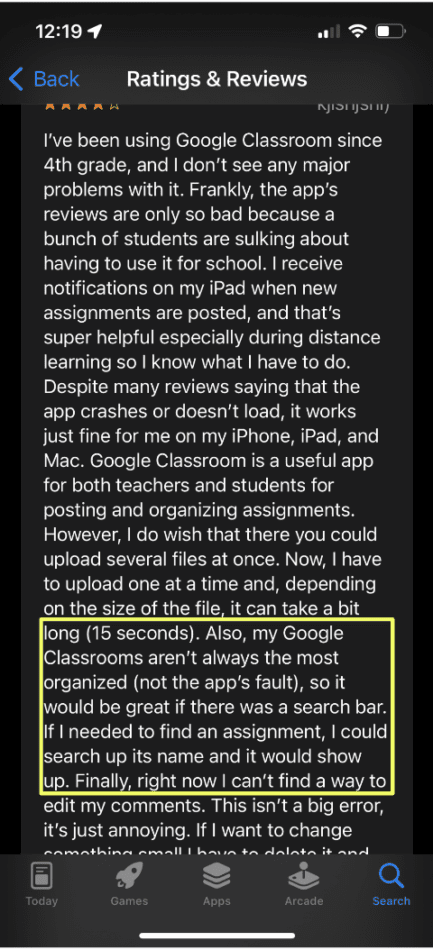 12:19
Back
Ratings & Reviews
I've been using Google Classroom since
4th grade, and I don't see any major
problems with it. Frankly, the app's
reviews are only so bad because a
bunch of students are sulking about
having to use it for school. I receive
notifications on my iPad when new
assignments are posted, and that's
super helpful especially during distance
learning so I know what I have to do.
Despite many reviews saying that the
app crashes or doesn't load, it works
just fine for me on my iPhone, iPad, and
Mac. Google Classroom is a useful app
for both teachers and students for
posting and organizing assignments.
However, I do wish that there you could
upload several files at once. Now, I have
to upload one at a time and, depending
on the size of the file, it can take a bit
long (15 seconds). Also, my Google
Classrooms aren't always the most
organized (not the app's fault), so it
would be great if there was a search bar.
If I needed to find an assignment, I could
search up its name and it would show
up. Finally, right now I can't find a way to
edit my comments. This isn't a big error,
it's just annoying. If I want to change
something small I have to delete it and
Today
Games
Apps
Arcade
Search